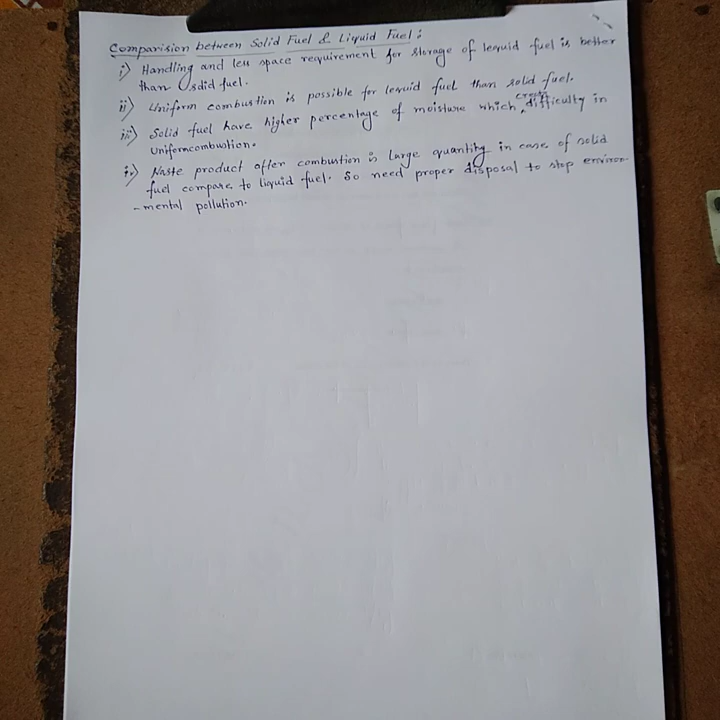 Comparision between Solid Fuel & Liquid Fuel:
i) Handling and less space requirement for storage of lequid fuel is better
than solid fuel.
ii) Uniform combustion is possible for lequid fuel than solid fuel.
iii) Solid fuel have higher percentage of moisture which create difficulty in
Uniformcombustion.
iv) Waste product after combustion is large quantity in case of solid
fuel compare to liquid fuel. So need proper disposal to stop environ-
-mental pollution.